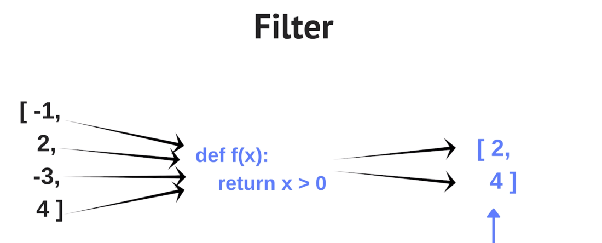 Filter
[ -1,
2,
-3,
4 ]
def f(x):
return x > 0
[ 2,
4 ]